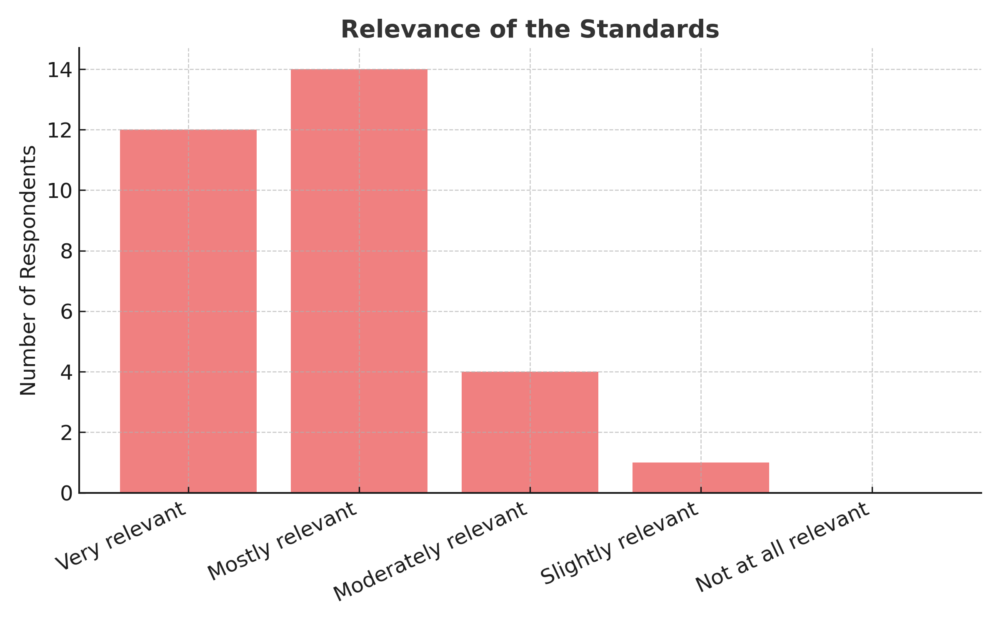 Relevance of the Standards
Number of Respondents
14
12
10
8
6
4
2
0
Very relevant
Mostly relevant
Moderately relevant
Slightly relevant
Not at all relevant